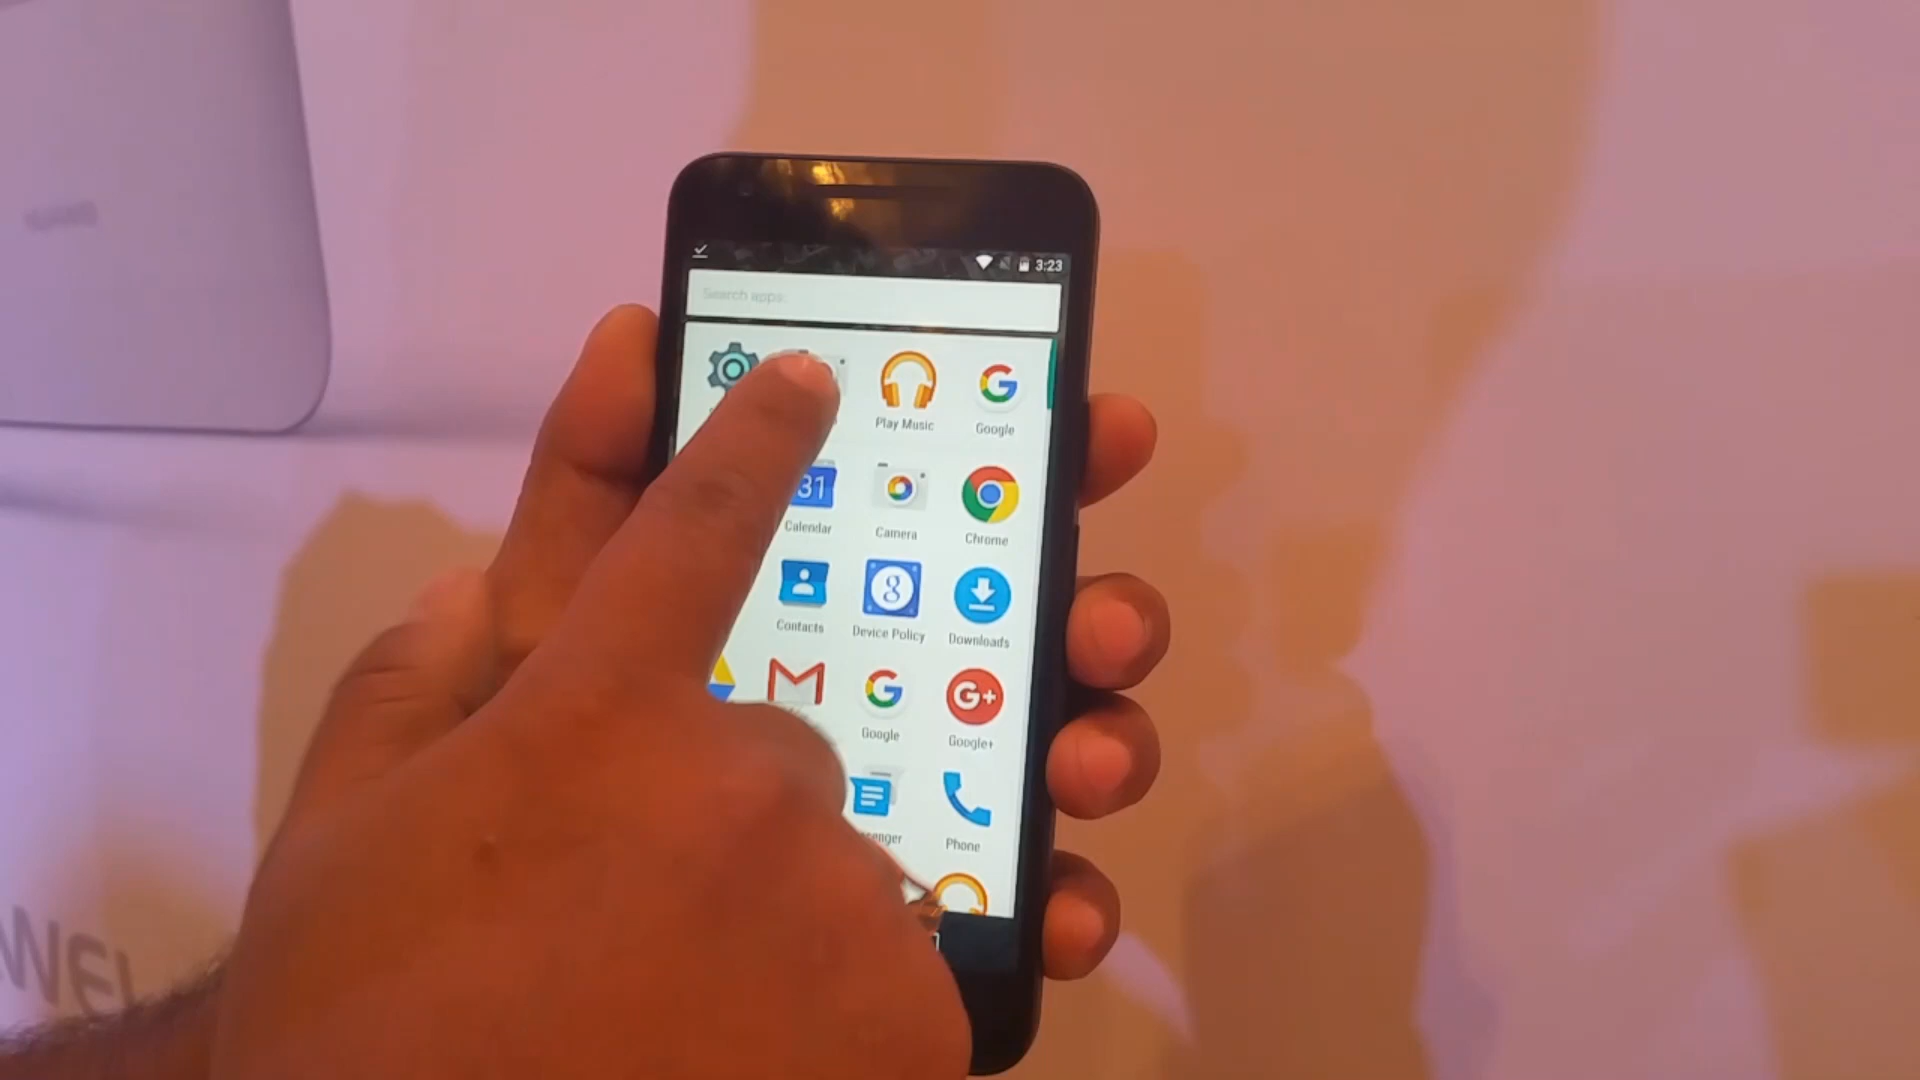 3:23
Search apps
Play Music
Google
31
Calendar
Camera
Chrome
Contacts
Device Policy
Downloads
Google
G+
Google+
Phone